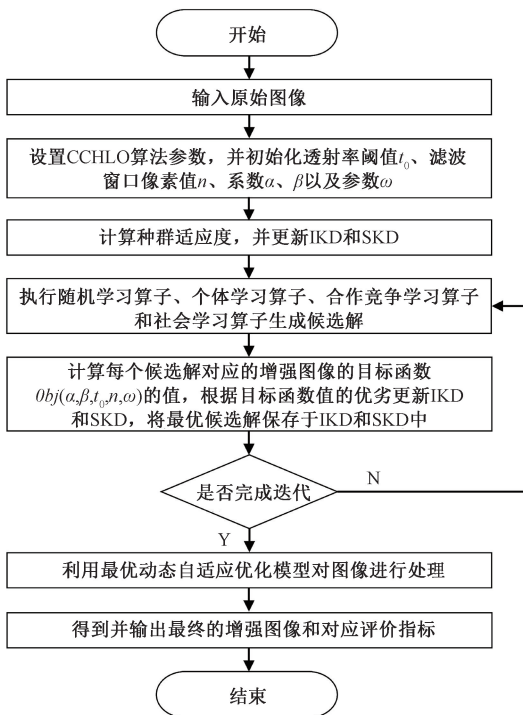 开始
输入原始图像
设置CCHLO算法参数，并初始化透射率阈值t₀、滤波
窗口像素值n、系数α、β以及参数ω
计算种群适应度，并更新IKD和SKD
执行随机学习算子、个体学习算子、合作竞争学习算子
和社会学习算子生成候选解
计算每个候选解对应的增强图像的目标函数
0bj(α,β,t₀,n,ω)的值，根据目标函数值的优劣更新IKD
和SKD，将最优候选解保存于IKD和SKD中
是否完成迭代
N
Y
利用最优动态自适应优化模型对图像进行处理
得到并输出最终的增强图像和对应评价指标
结束